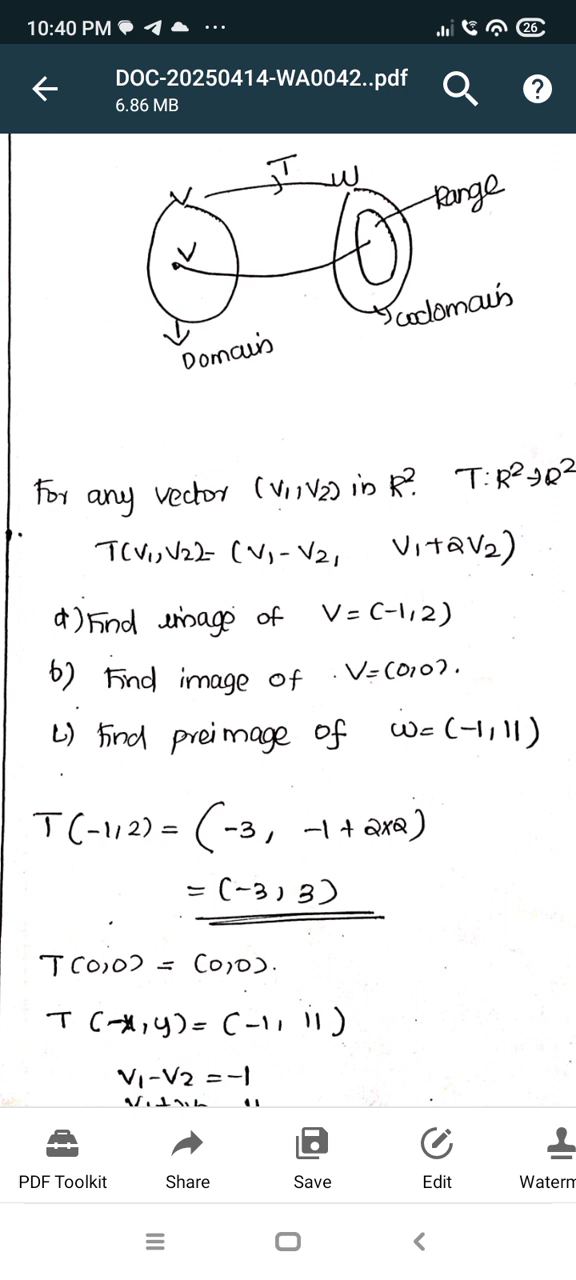 10:40 PM ... 26
DOC-20250414-WA0042..pdf
6.86 MB
T
V W Range
V
codomain
Domain
For any vector (V1,V2) in R². T:R²→R²
T(V1,V2)= (V1-V2, V1+2V2)
a) Find image of V=(-1,2)
b) Find image of V=(0,0).
c) Find preimage of w=(-1,11)
T(-1,2) = (-3, -1+2x2)
= (-3,3)
T(0,0) = (0,0).
T(x,y)= (-1, 11)
V1-V2 =-1
PDF Toolkit Share Save Edit Waterm